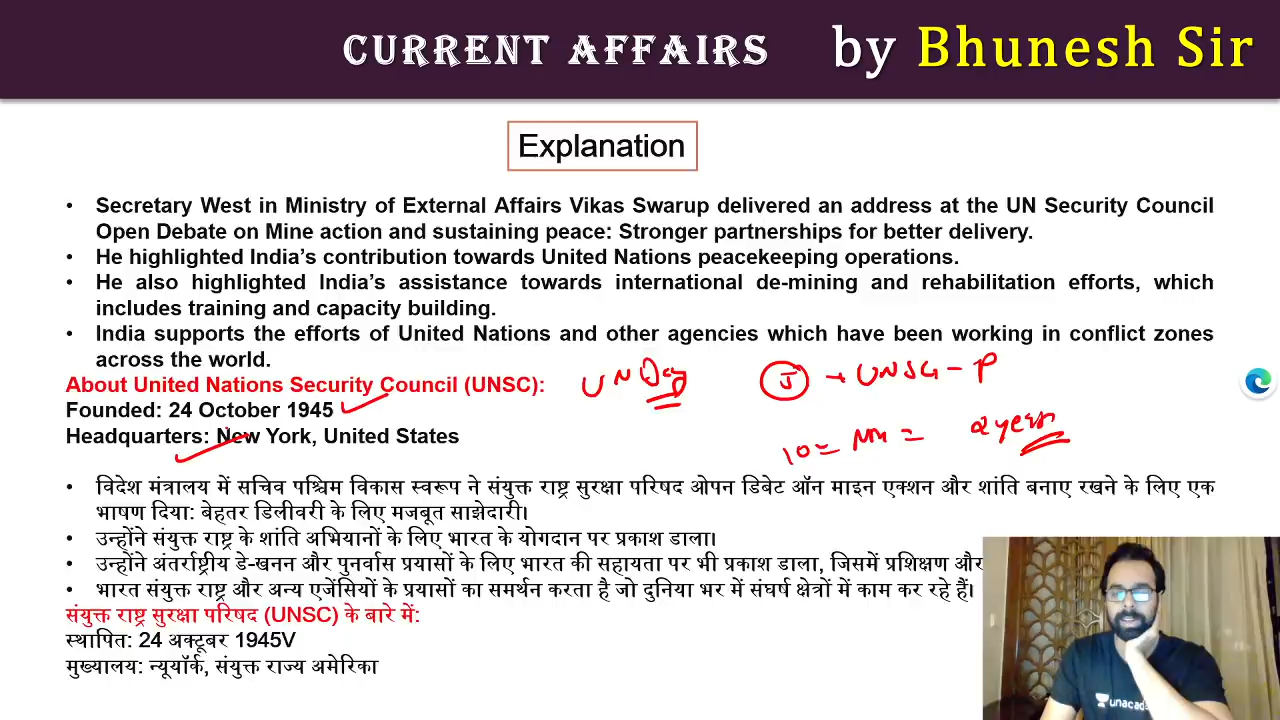 CURRENT AFFAIRS by Bhunesh Sir
Explanation
• Secretary West in Ministry of External Affairs Vikas Swarup delivered an address at the UN Security Council
Open Debate on Mine action and sustaining peace: Stronger partnerships for better delivery.
• He highlighted India's contribution towards United Nations peacekeeping operations.
• He also highlighted India's assistance towards international de-mining and rehabilitation efforts, which
includes training and capacity building.
• India supports the efforts of United Nations and other agencies which have been working in conflict zones
across the world.
About United Nations Security Council (UNSC): UN Day
Founded: 24 October 1945
Headquarters: New York, United States
10 = = 2 years
• विदेश मंत्रालय में सचिव पश्चिम विकास स्वरूप ने संयुक्त राष्ट्र सुरक्षा परिषद ओपन डिबेट ऑन माइन एक्शन और शांति बनाए रखने के लिए एक
भाषण दिया: बेहतर डिलीवरी के लिए मजबूत साझेदारी।
• उन्होंने संयुक्त राष्ट्र के शांति अभियानों के लिए भारत के योगदान पर प्रकाश डाला।
• उन्होंने अंतर्राष्ट्रीय डे-खनन और पुनर्वास प्रयासों के लिए भारत की सहायता पर भी प्रकाश डाला, जिसमें प्रशिक्षण और
• भारत संयुक्त राष्ट्र और अन्य एजेंसियों के प्रयासों का समर्थन करता है जो दुनिया भर में संघर्ष क्षेत्रों में काम कर रहे हैं।
संयुक्त राष्ट्र सुरक्षा परिषद (UNSC) के बारे में:
स्थापित: 24 अक्टूबर 1945V
मुख्यालय: न्यूयॉर्क, संयुक्त राज्य अमेरिका